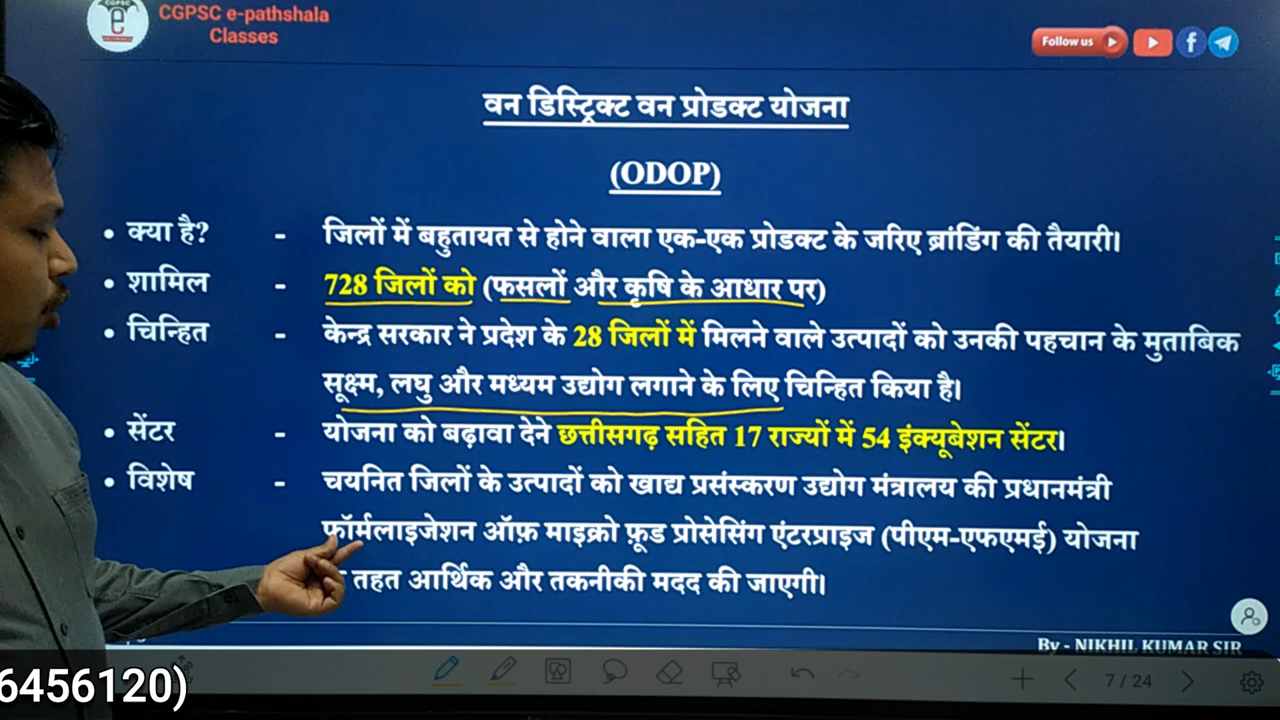 CGPSC e-pathshala
Classes
CGPSC
e
Follow us
वन डिस्ट्रिक्ट वन प्रोडक्ट योजना
(ODOP)
• क्या है? - जिलों में बहुतायत से होने वाला एक-एक प्रोडक्ट के जरिए ब्रांडिंग की तैयारी।
• शामिल - 728 जिलों को (फसलों और कृषि के आधार पर)
• चिन्हित - केन्द्र सरकार ने प्रदेश के 28 जिलों में मिलने वाले उत्पादों को उनकी पहचान के मुताबिक
सूक्ष्म, लघु और मध्यम उद्योग लगाने के लिए चिन्हित किया है।
• सेंटर - योजना को बढ़ावा देने छत्तीसगढ़ सहित 17 राज्यों में 54 इंक्यूबेशन सेंटर।
• विशेष - चयनित जिलों के उत्पादों को खाद्य प्रसंस्करण उद्योग मंत्रालय की प्रधानमंत्री
फॉर्मलाइजेशन ऑफ़ माइक्रो फ़ूड प्रोसेसिंग एंटरप्राइज (पीएम-एफएमई) योजना
तहत आर्थिक और तकनीकी मदद की जाएगी।
By - NIKHIL KUMAR SIR
6456120)
7 / 24